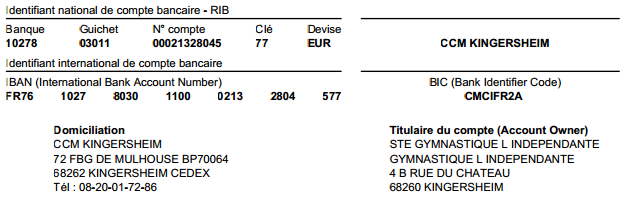 Identifiant national de compte bancaire - RIB
Banque Guichet N° compte Clé Devise
10278 03011 00021328045 77 EUR CCM KINGERSHEIM
Identifiant international de compte bancaire
IBAN (International Bank Account Number) BIC (Bank Identifier Code)
FR76 1027 8030 1100 0213 2804 577 CMCIFR2A
Domiciliation
CCM KINGERSHEIM
72 FBG DE MULHOUSE BP70064
68262 KINGERSHEIM CEDEX
Tél : 08-20-01-72-86
Titulaire du compte (Account Owner)
STE GYMNASTIQUE L INDEPENDANTE
GYMNASTIQUE L INDEPENDANTE
4 B RUE DU CHATEAU
68260 KINGERSHEIM